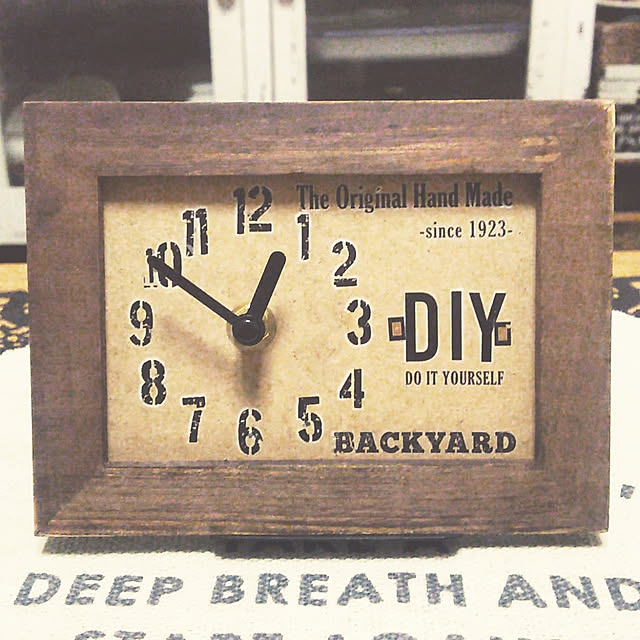 The Original Hand Made
-since 1923-
12
1
2
3
4
5
6
7
8
9
10
11
DIY
DO IT YOURSELF
BACKYARD
DEEP BREATH AND